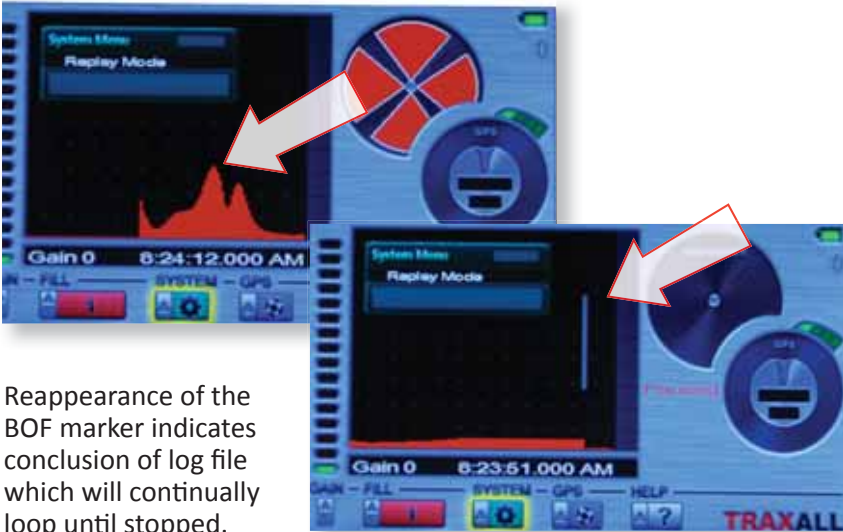 System Menu
Replay Mode
GPS
Gain 0 8:24:12.000 AM
FILL SYSTEM GPS
System Menu
Replay Mode
GPS
Paused
Gain 0 8:23:51.000 AM
GAIN FILL SYSTEM GPS HELP
A A A A ?
TRAXALL
Reappearance of the
BOF marker indicates
conclusion of log file
which will continually
loop until stopped.